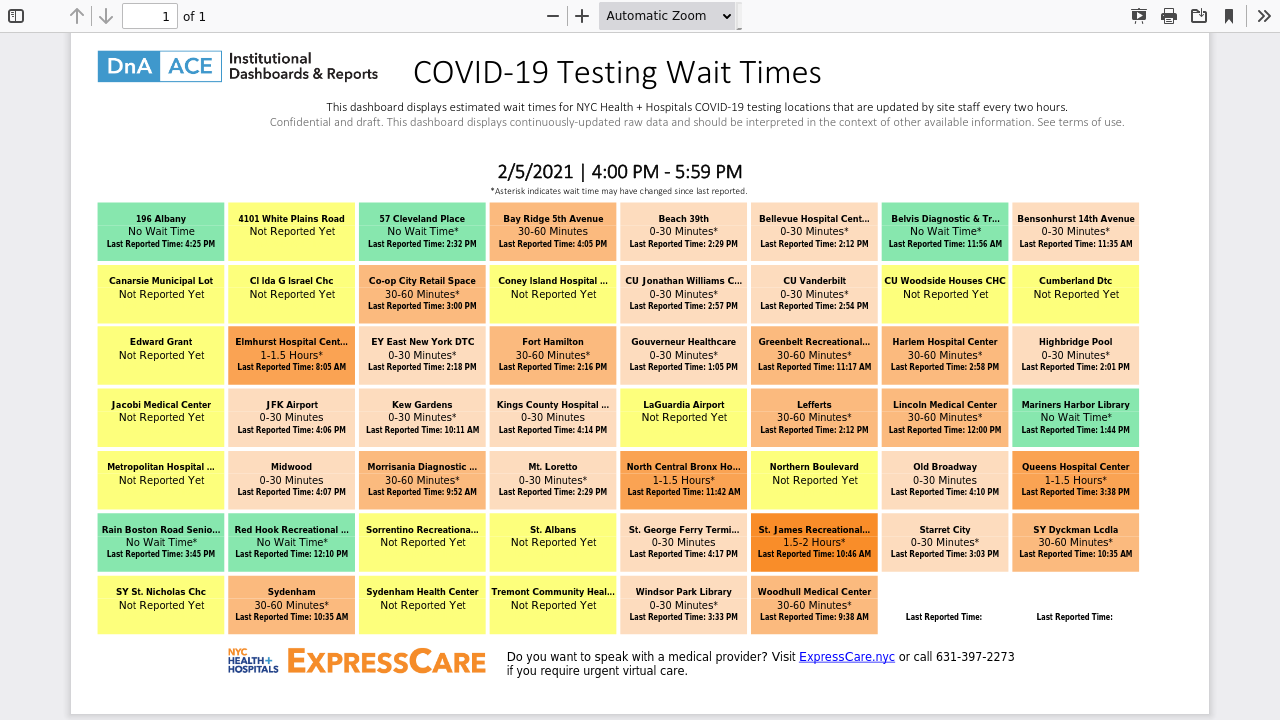 1 of 1
Automatic Zoom
DnA ACE Institutional
Dashboards & Reports
COVID-19 Testing Wait Times
This dashboard displays estimated wait times for NYC Health + Hospitals COVID-19 testing locations that are updated by site staff every two hours.
Confidential and draft. This dashboard displays continuously-updated raw data and should be interpreted in the context of other available information. See terms of use.
2/5/2021 | 4:00 PM - 5:59 PM
*Asterisk indicates wait time may have changed since last reported.
196 Albany
No Wait Time
Last Reported Time: 4:25 PM
4101 White Plains Road
Not Reported Yet
57 Cleveland Place
No Wait Time*
Last Reported Time: 2:32 PM
Bay Ridge 5th Avenue
30-60 Minutes
Last Reported Time: 4:05 PM
Beach 39th
0-30 Minutes*
Last Reported Time: 2:29 PM
Bellevue Hospital Cent...
0-30 Minutes*
Last Reported Time: 2:12 PM
Belvis Diagnostic & Tr...
No Wait Time*
Last Reported Time: 11:56 AM
Bensonhurst 14th Avenue
0-30 Minutes*
Last Reported Time: 11:35 AM
Canarsie Municipal Lot
Not Reported Yet
CI Ida G Israel Chc
Not Reported Yet
Co-op City Retail Space
30-60 Minutes*
Last Reported Time: 3:00 PM
Coney Island Hospital ...
Not Reported Yet
CU Jonathan Williams C...
0-30 Minutes*
Last Reported Time: 2:57 PM
CU Vanderbilt
0-30 Minutes*
Last Reported Time: 2:54 PM
CU Woodside Houses CHC
Not Reported Yet
Cumberland Dtc
Not Reported Yet
Edward Grant
Not Reported Yet
Elmhurst Hospital Cent...
1-1.5 Hours*
Last Reported Time: 8:05 AM
EY East New York DTC
0-30 Minutes*
Last Reported Time: 2:18 PM
Fort Hamilton
30-60 Minutes*
Last Reported Time: 2:16 PM
Gouverneur Healthcare
0-30 Minutes*
Last Reported Time: 1:05 PM
Greenbelt Recreational...
30-60 Minutes*
Last Reported Time: 11:17 AM
Harlem Hospital Center
30-60 Minutes*
Last Reported Time: 2:58 PM
Highbridge Pool
0-30 Minutes*
Last Reported Time: 2:01 PM
Jacobi Medical Center
Not Reported Yet
JFK Airport
0-30 Minutes
Last Reported Time: 4:06 PM
Kew Gardens
0-30 Minutes*
Last Reported Time: 10:11 AM
Kings County Hospital ...
0-30 Minutes
Last Reported Time: 4:14 PM
LaGuardia Airport
Not Reported Yet
Lefferts
30-60 Minutes*
Last Reported Time: 2:12 PM
Lincoln Medical Center
30-60 Minutes*
Last Reported Time: 12:00 PM
Mariners Harbor Library
No Wait Time*
Last Reported Time: 1:44 PM
Metropolitan Hospital ...
Not Reported Yet
Midwood
0-30 Minutes
Last Reported Time: 4:07 PM
Morrisania Diagnostic ...
30-60 Minutes*
Last Reported Time: 9:52 AM
Mt. Loretto
0-30 Minutes*
Last Reported Time: 2:29 PM
North Central Bronx Ho...
1-1.5 Hours*
Last Reported Time: 11:42 AM
Northern Boulevard
Not Reported Yet
Old Broadway
0-30 Minutes
Last Reported Time: 4:10 PM
Queens Hospital Center
1-1.5 Hours*
Last Reported Time: 3:38 PM
Rain Boston Road Senio...
No Wait Time*
Last Reported Time: 3:45 PM
Red Hook Recreational ...
No Wait Time*
Last Reported Time: 12:10 PM
Sorrentino Recreationa...
Not Reported Yet
St. Albans
Not Reported Yet
St. George Ferry Termi...
0-30 Minutes
Last Reported Time: 4:17 PM
St. James Recreational...
1.5-2 Hours*
Last Reported Time: 10:46 AM
Starret City
0-30 Minutes*
Last Reported Time: 3:03 PM
SY Dyckman Lcdla
30-60 Minutes*
Last Reported Time: 10:35 AM
SY St. Nicholas Chc
Not Reported Yet
Sydenham
30-60 Minutes*
Last Reported Time: 10:35 AM
Sydenham Health Center
Not Reported Yet
Tremont Community Heal...
Not Reported Yet
Windsor Park Library
0-30 Minutes*
Last Reported Time: 3:33 PM
Woodhull Medical Center
30-60 Minutes*
Last Reported Time: 9:38 AM
Last Reported Time:
Last Reported Time:
NYC
HEALTH+
HOSPITALS
EXPRESSCARE
Do you want to speak with a medical provider? Visit ExpressCare.nyc or call 631-397-2273
if you require urgent virtual care.